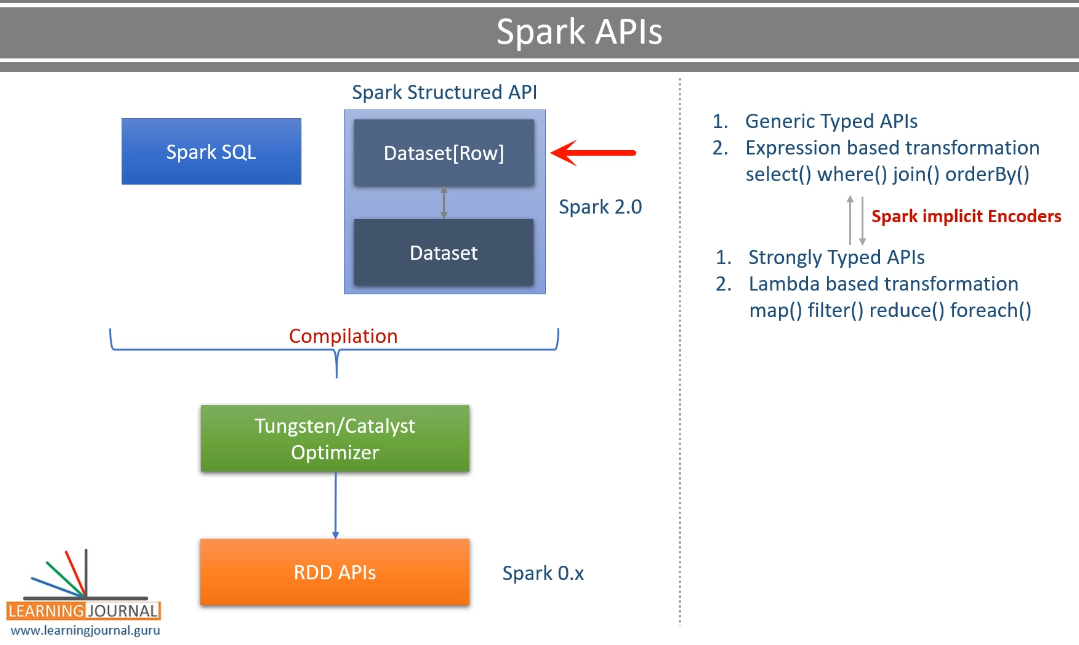 Spark APIs
Spark Structured API
Spark SQL
Dataset[Row]
Spark 2.0
Dataset
Compilation
Tungsten/Catalyst
Optimizer
RDD APIs
Spark 0.x
1. Generic Typed APIs
2. Expression based transformation
select() where() join() orderBy()
Spark implicit Encoders
1. Strongly Typed APIs
2. Lambda based transformation
map() filter() reduce() foreach()
LEARNING JOURNAL
www.learningjournal.guru